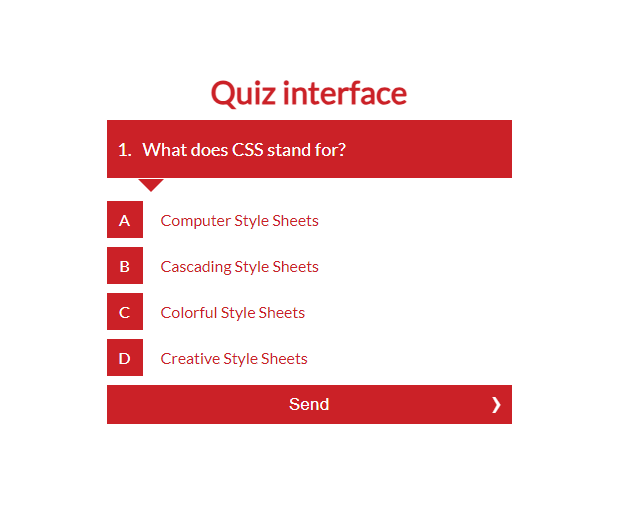 Quiz interface
1. What does CSS stand for?
A Computer Style Sheets
B Cascading Style Sheets
C Colorful Style Sheets
D Creative Style Sheets
Send ❯